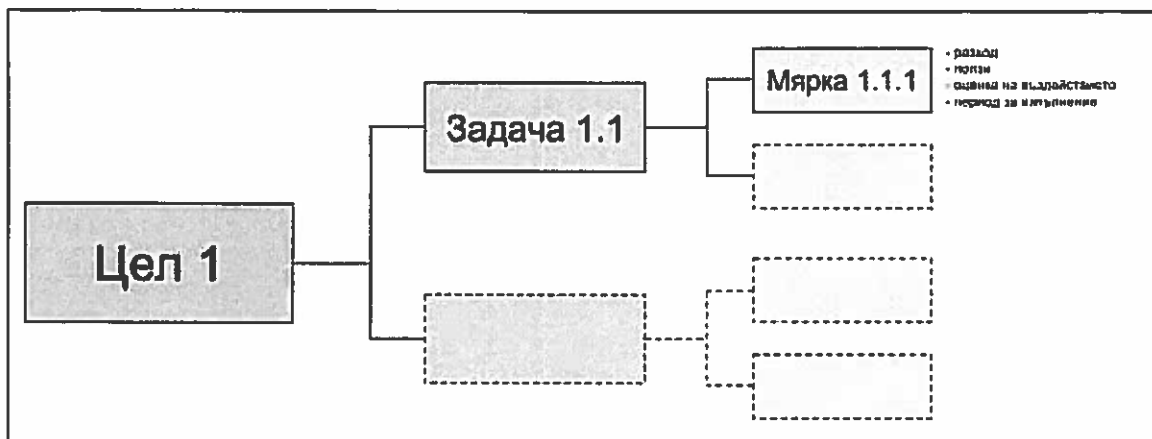 Цел 1
Задача 1.1
Мярка 1.1.1
• разход
• ползи
• оценка на въздействието
• период за изпълнение